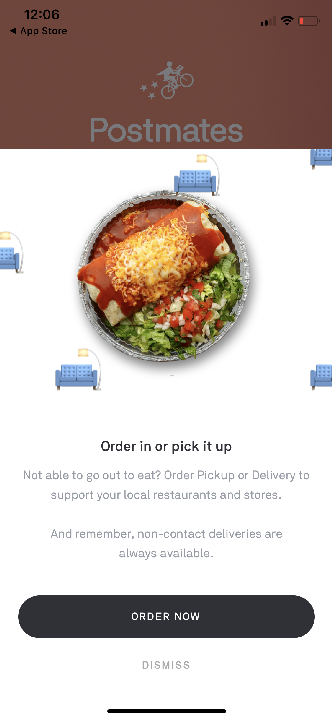 12:06
◀ App Store
Postmates
Order in or pick it up
Not able to go out to eat? Order Pickup or Delivery to
support your local restaurants and stores.
And remember, non-contact deliveries are
always available.
ORDER NOW
DISMISS